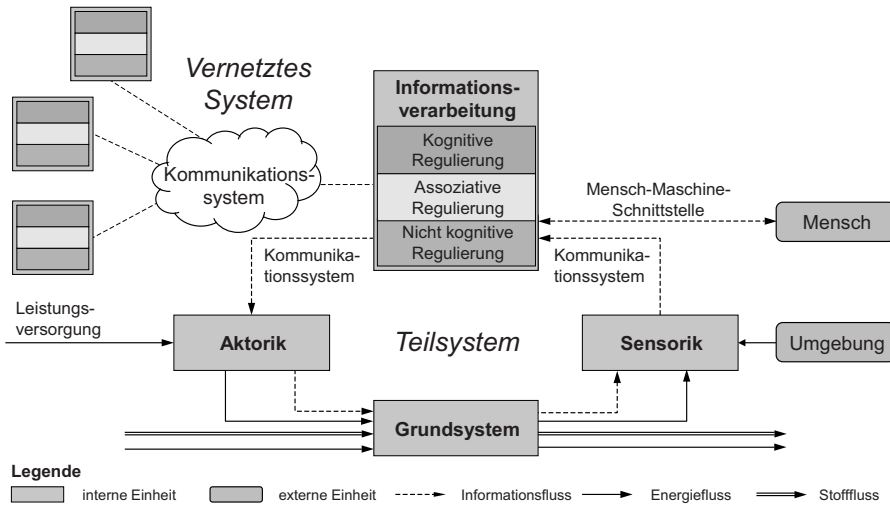 Vernetztes
System
Informations-
verarbeitung
Kognitive
Regulierung
Kommunikations-
system
Assoziative
Regulierung
Mensch-Maschine-
Schnittstelle
Mensch
Nicht kognitive
Regulierung
Kommunika-
tionssystem
Kommunika-
tionssystem
Leistungs-
versorgung
Aktorik
Teilsystem
Sensorik
Umgebung
Grundsystem
Legende
interne Einheit
externe Einheit
Informationsfluss
Energiefluss
Stofffluss